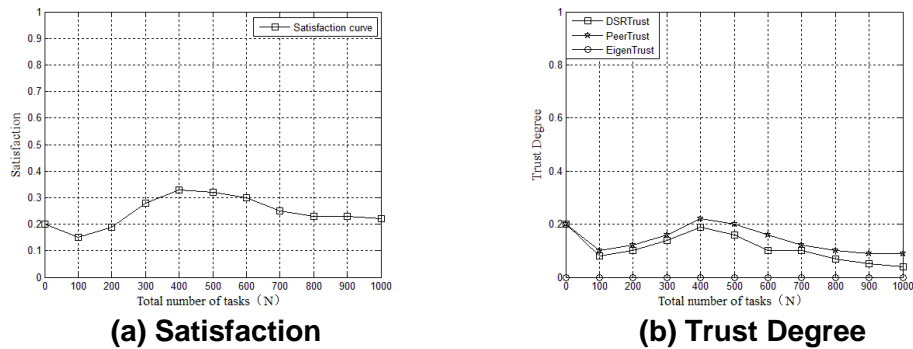 1
0.9
0.8
0.7
0.6
0.5
0.4
0.3
0.2
0.1
0
Satisfaction
Satisfaction curve
0 100 200 300 400 500 600 700 800 900 1000
Total number of tasks（N）
(a) Satisfaction
1
0.8
0.6
0.4
0.2
0
Trust Degree
DSRTrust
PeerTrust
EigenTrust
0 100 200 300 400 500 600 700 800 900 1000
Total number of tasks（N）
(b) Trust Degree